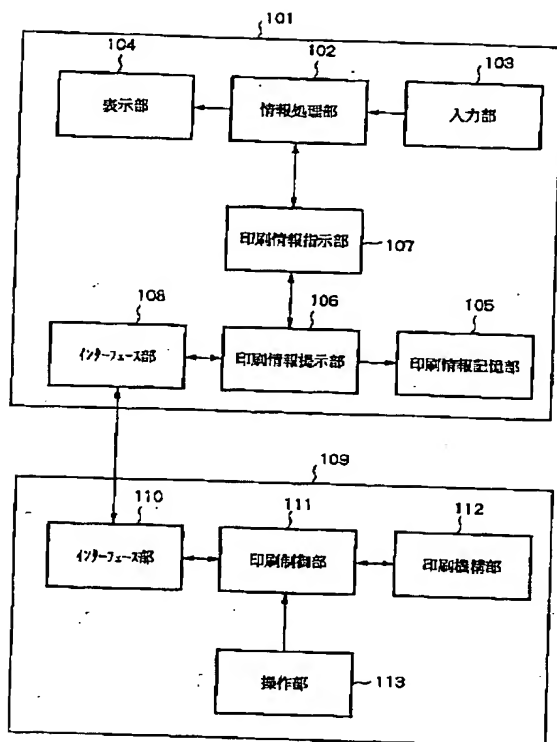 101
104
102
103
表示部
情報処理部
入力部
印刷情報指示部
107
108
106
105
インターフェース部
印刷情報提示部
印刷情報記憶部
109
110
111
112
インターフェース部
印刷制御部
印刷機構部
操作部
113